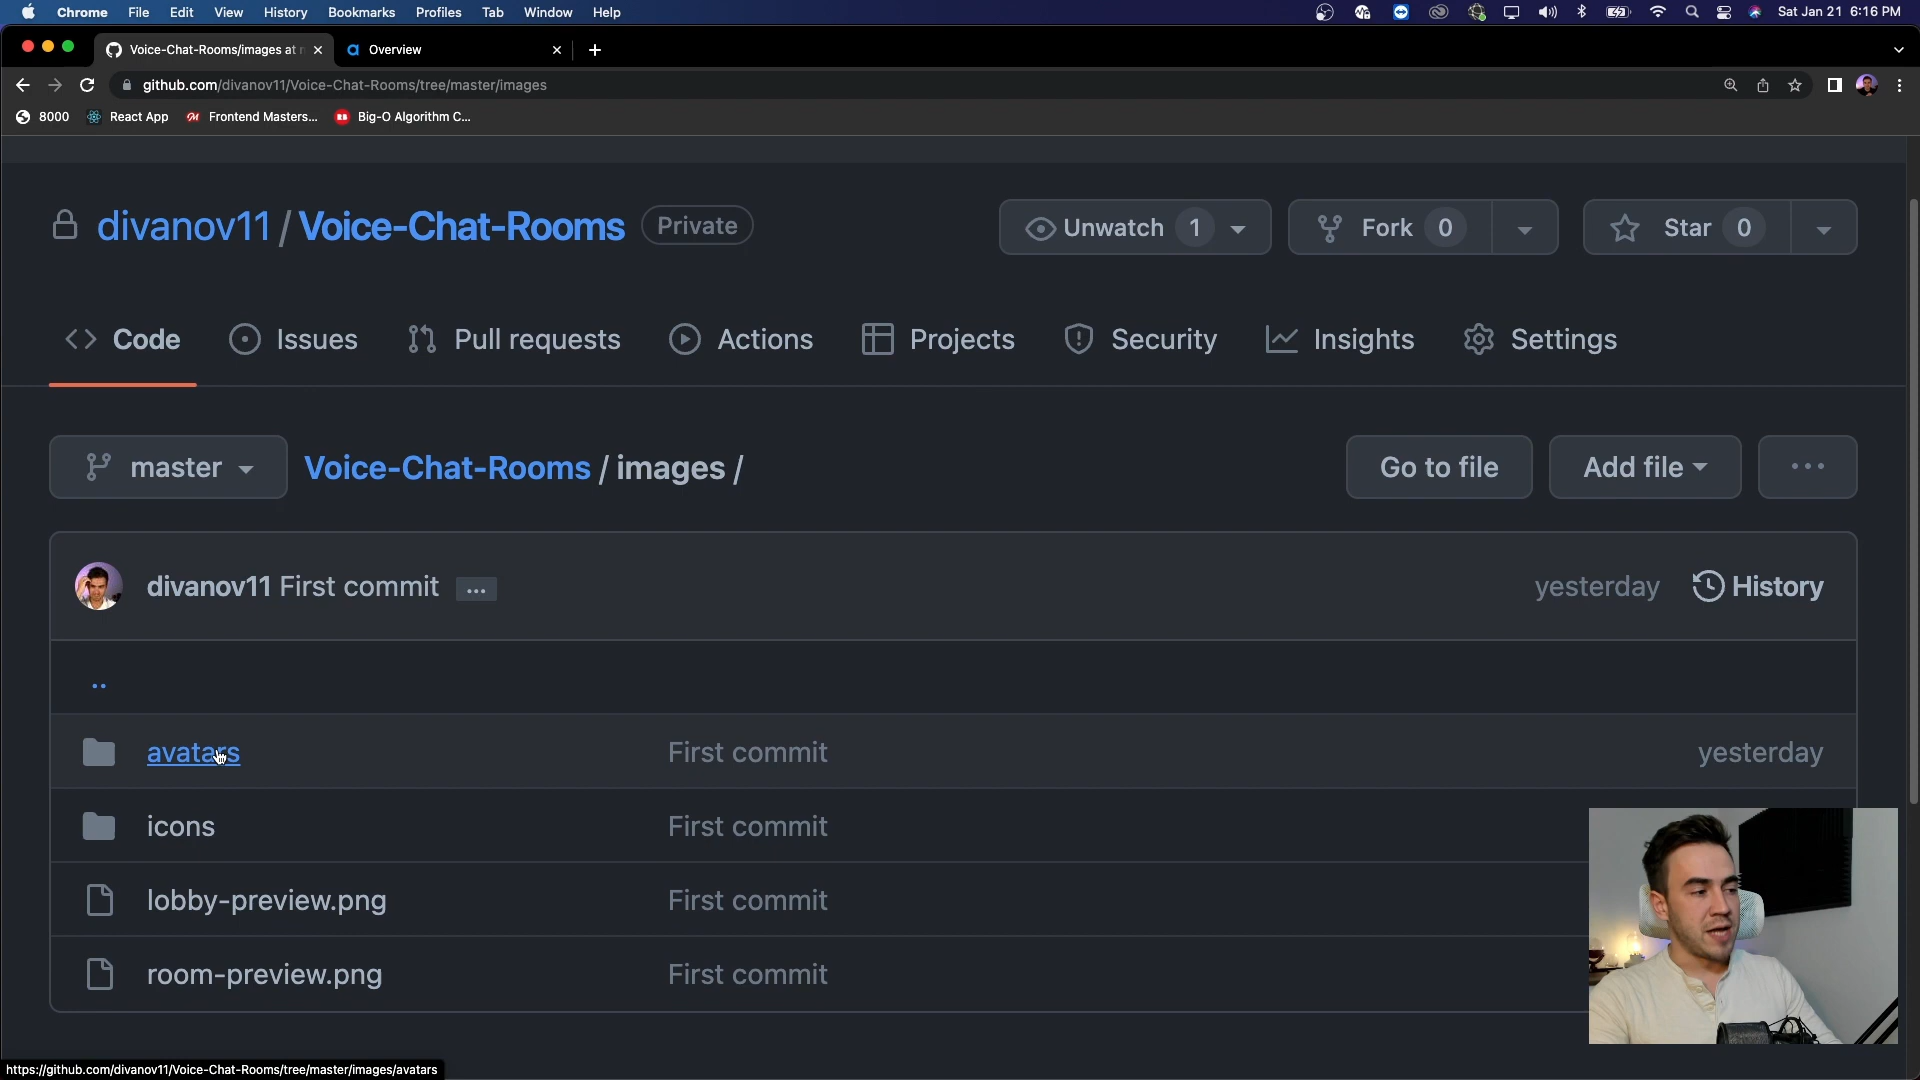 Chrome File Edit View History Bookmarks Profiles Tab Window Help Sat Jan 21 6:16 PM
Voice-Chat-Rooms/images at Overview
github.com/divanov11/Voice-Chat-Rooms/tree/master/images
8000 React App Frontend Masters... Big-O Algorithm C...
divanov11 / Voice-Chat-Rooms Private Unwatch 1 Fork 0 Star 0
Code Issues Pull requests Actions Projects Security Insights Settings
master Voice-Chat-Rooms / images / Go to file Add file ...
divanov11 First commit ... yesterday History
..
avatars First commit yesterday
icons First commit
lobby-preview.png First commit
room-preview.png First commit
https://github.com/divanov11/Voice-Chat-Rooms/tree/master/images/avatars